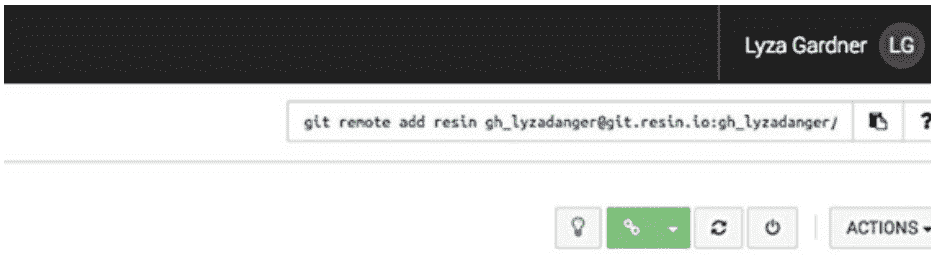 Lyza Gardner LG
git remote add resin gh_lyzadanger@git.resin.io:gh_lyzadanger/ ?
ACTIONS